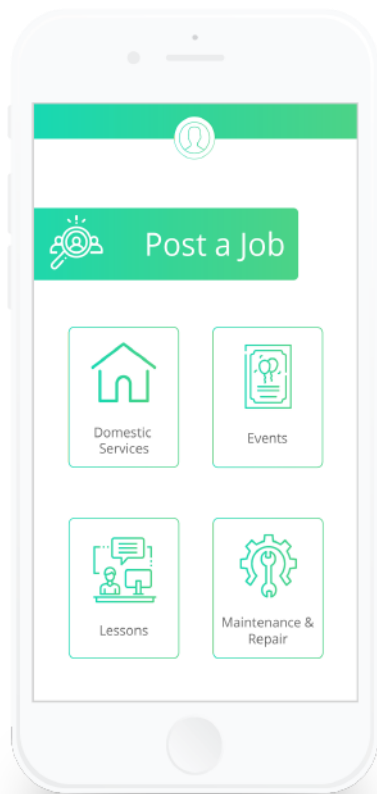 Post a Job
Domestic
Services
Events
Lessons
Maintenance &
Repair